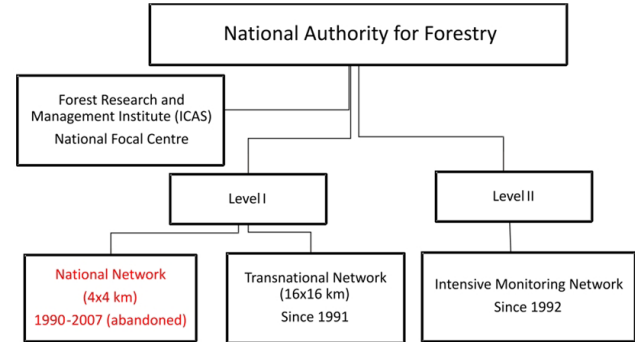 National Authority for Forestry
Forest Research and
Management Institute (ICAS)
National Focal Centre
Level I
Level II
National Network
(4x4 km)
1990-2007 (abandoned)
Transnational Network
(16x16 km)
Since 1991
Intensive Monitoring Network
Since 1992